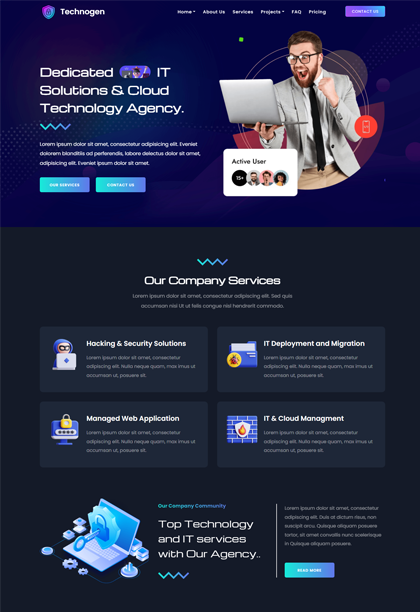 Technogen
Home About Us Services Projects FAQ Pricing
CONTACT US
Dedicated IT
Solutions & Cloud
Technology Agency.
Lorem ipsum dolor sit amet, consectetur adipisicing elit. Eveniet
dolorem blanditiis ad perferendis, labore delectus dolor sit amet,
adipisicing elit. Eveniet ipsum dolor sit amet.
OUR SERVICES CONTACT US
Active User
15+
Our Company Services
Lorem ipsum dolor sit amet, consectetur adipiscing elit. Sed quis
accumsan nisi Ut ut felis congue nisl hendrerit commodo.
Hacking & Security Solutions
Lorem ipsum dolor sit amet, consectetur
adipiscing elit. Nulla neque quam, max imus ut
accumsan ut, posuere sit.
IT Deployment and Migration
Lorem ipsum dolor sit amet, consectetur
adipiscing elit. Nulla neque quam, max imus ut
accumsan ut, posuere sit.
Managed Web Application
Lorem ipsum dolor sit amet, consectetur
adipiscing elit. Nulla neque quam, max imus ut
accumsan ut, posuere sit.
IT & Cloud Managment
Lorem ipsum dolor sit amet, consectetur
adipiscing elit. Nulla neque quam, max imus ut
accumsan ut, posuere sit.
Our Company Community
Top Technology
and IT services
with Our Agency..
Lorem ipsum dolor sit amet, consectetur
adipiscing elit. Duis at dictum risus, non
suscipit arcu. Quisque aliquam posuere
tortor, sit amet convallis nunc scelerisque
in. Quisque aliquam posuere.
READ MORE